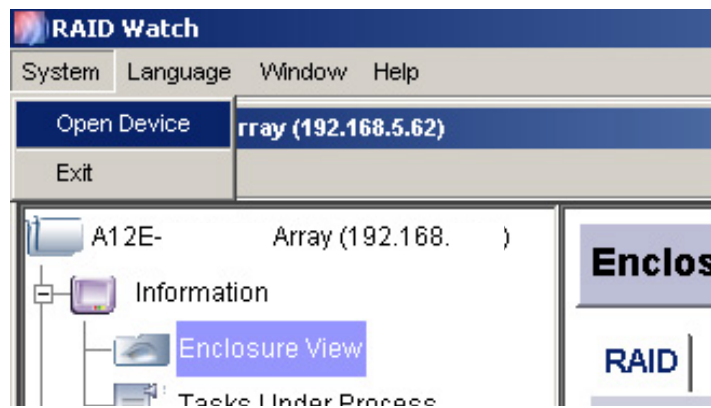 RAID Watch
System Language Window Help
Open Device
rray (192.168.5.62)
Exit
A12E- Array (192.168. )
Enclos
Information
Enclosure View
RAID
Tasks Under Process